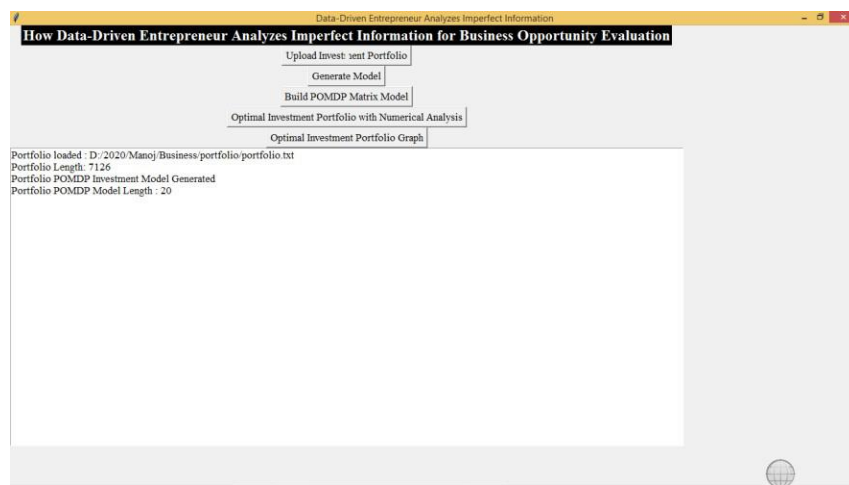 Data-Driven Entrepreneur Analyzes Imperfect Information
How Data-Driven Entrepreneur Analyzes Imperfect Information for Business Opportunity Evaluation
Upload Investment Portfolio
Generate Model
Build POMDP Matrix Model
Optimal Investment Portfolio with Numerical Analysis
Optimal Investment Portfolio Graph
Portfolio loaded : D:/2020/Manoj/Business/portfolio/portfolio.txt
Portfolio Length: 7126
Portfolio POMDP Investment Model Generated
Portfolio POMDP Model Length : 20